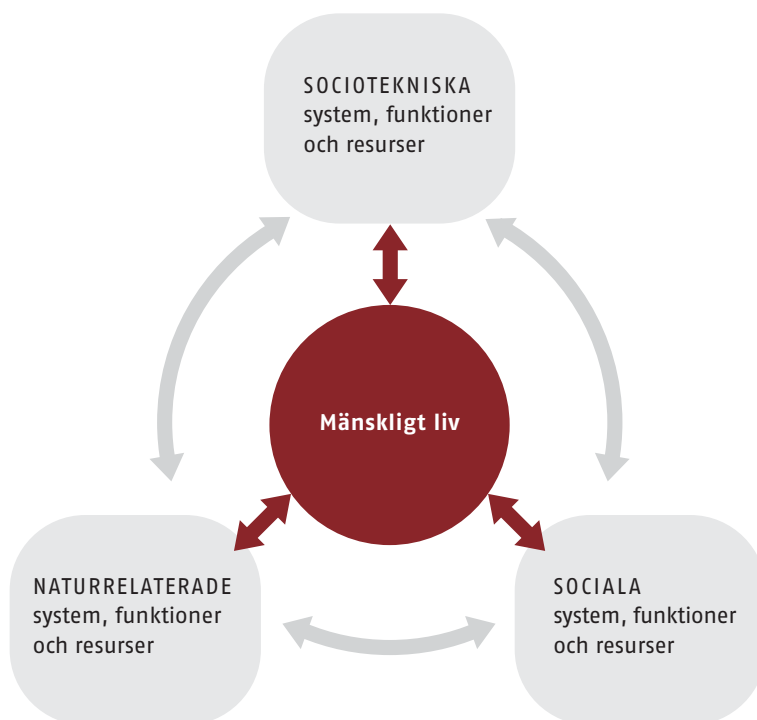 SOCIOTEKNISKA
system, funktioner
och resurser
Mänskligt liv
NATURRELATERADE
system, funktioner
och resurser
SOCIALA
system, funktioner
och resurser